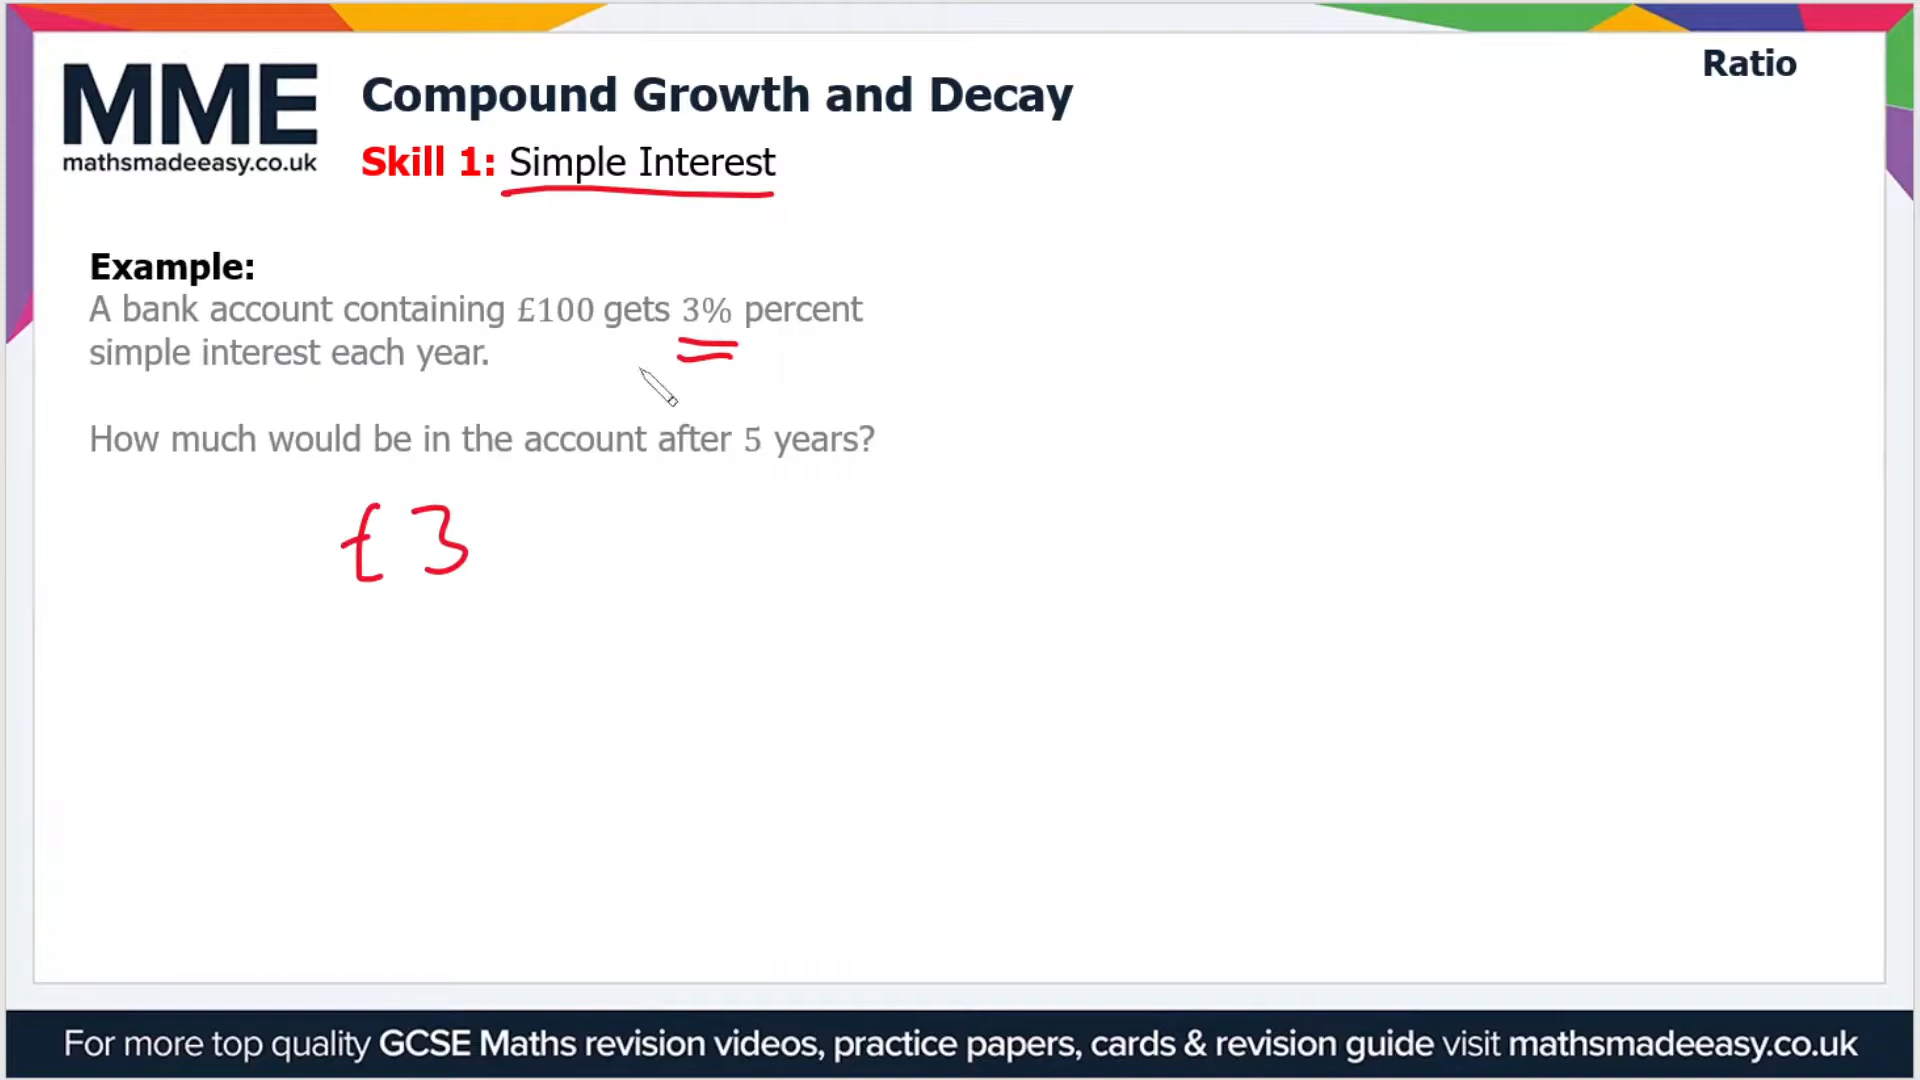 Ratio
MME
mathsmadeeasy.co.uk
Compound Growth and Decay
Skill 1: Simple Interest
Example:
A bank account containing £100 gets 3% percent
simple interest each year.
How much would be in the account after 5 years?
£3
For more top quality GCSE Maths revision videos, practice papers, cards & revision guide visit mathsmadeeasy.co.uk